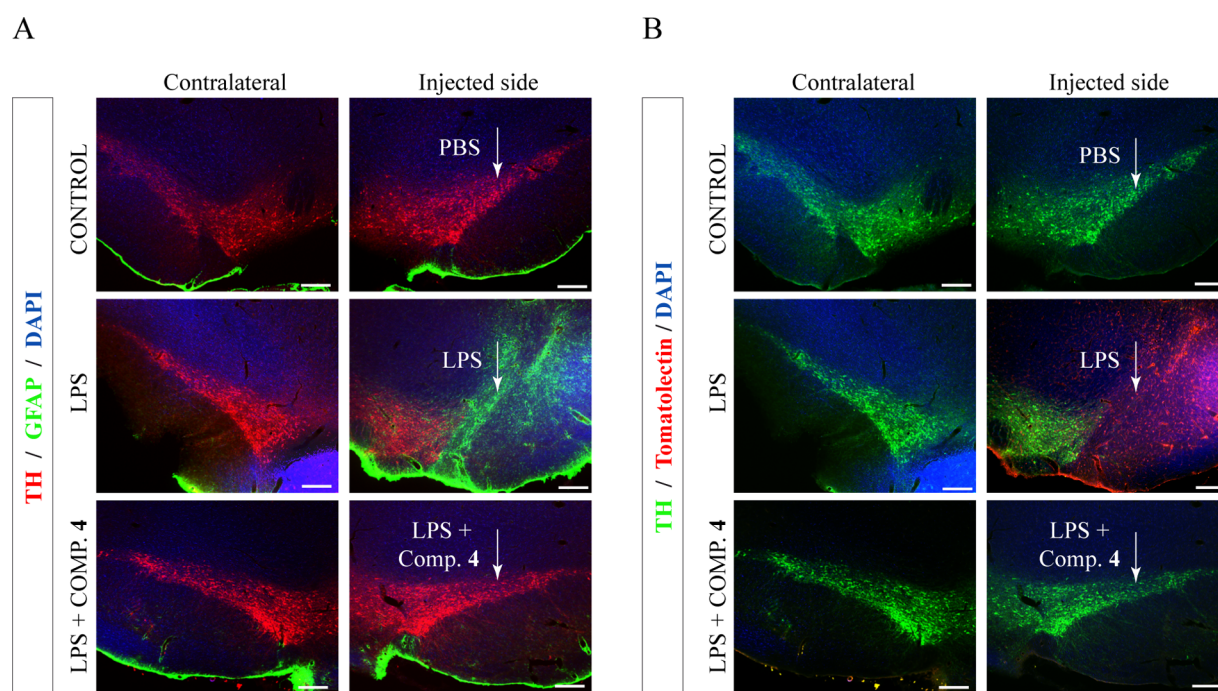 A
Contralateral
Injected side
TH / GFAP / DAPI
CONTROL
PBS
LPS
LPS
LPS + COMP. 4
LPS +
Comp. 4
B
Contralateral
Injected side
TH / Tomatolectin / DAPI
CONTROL
PBS
LPS
LPS
LPS + COMP. 4
LPS +
Comp. 4